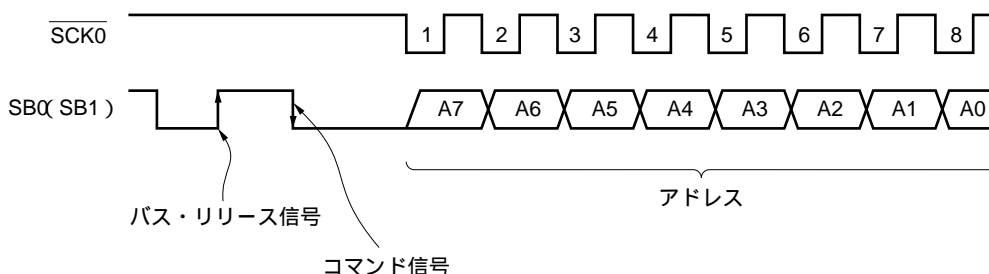 SCK0 1 2 3 4 5 6 7 8
SB0(SB1) A7 A6 A5 A4 A3 A2 A1 A0
アドレス
バス・リリース信号
コマンド信号